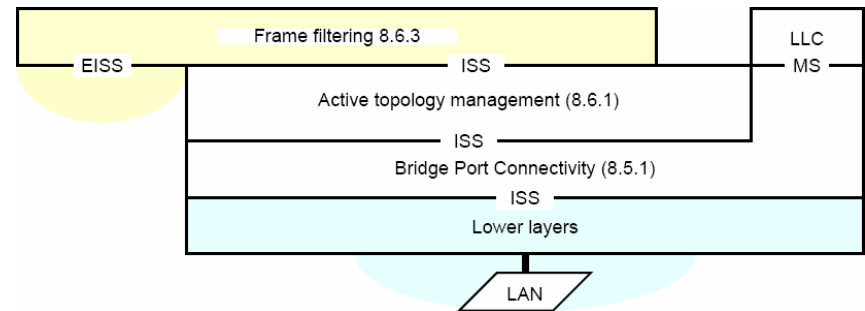 Frame filtering 8.6.3
LLC
EISS
ISS
MS
Active topology management (8.6.1)
ISS
Bridge Port Connectivity (8.5.1)
ISS
Lower layers
LAN